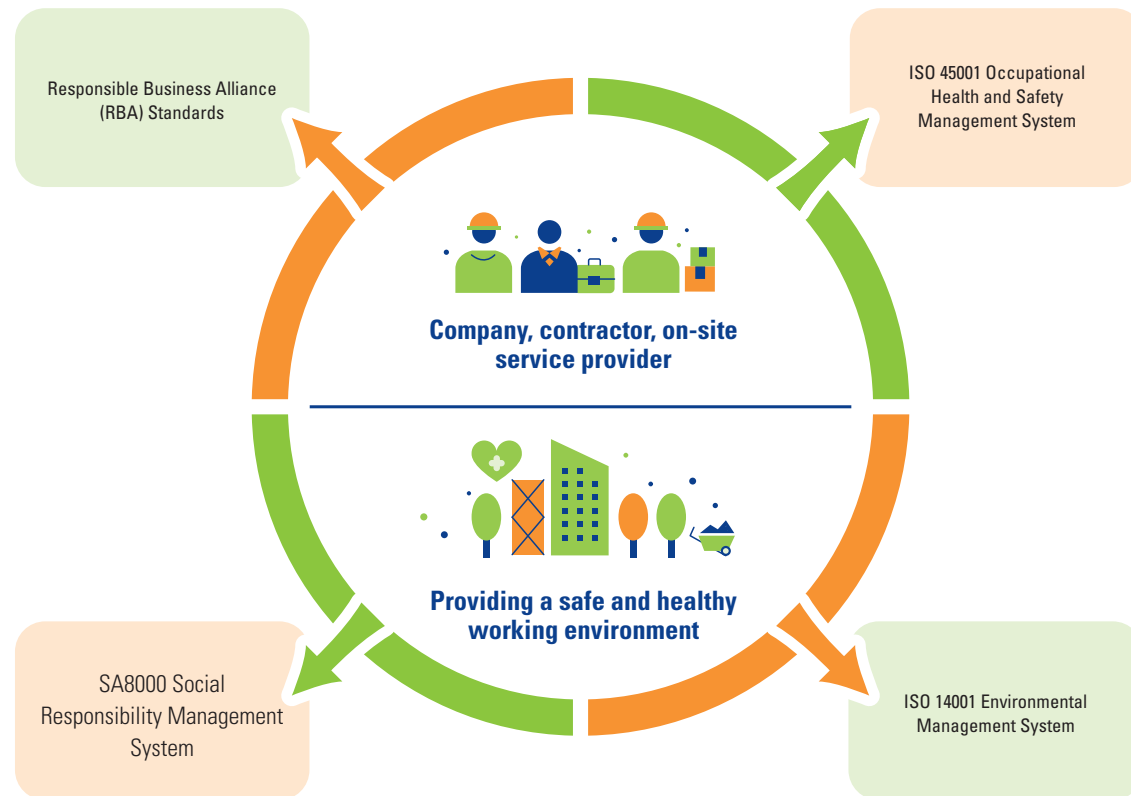 Responsible Business Alliance
(RBA) Standards
ISO 45001 Occupational
Health and Safety
Management System
Company, contractor, on-site
service provider
Providing a safe and healthy
working environment
SA8000 Social
Responsibility Management
System
ISO 14001 Environmental
Management System